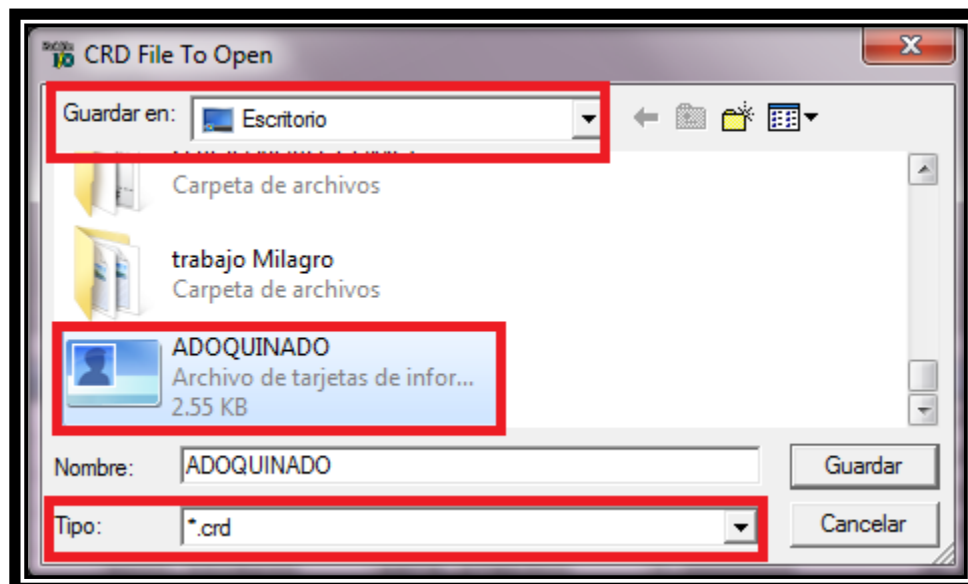 CRD File To Open
Guardar en: Escritorio
Carpeta de archivos
trabajo Milagro
Carpeta de archivos
ADOQUINADO
Archivo de tarjetas de infor...
2.55 KB
Nombre: ADOQUINADO
Guardar
Tipo: *.crd
Cancelar